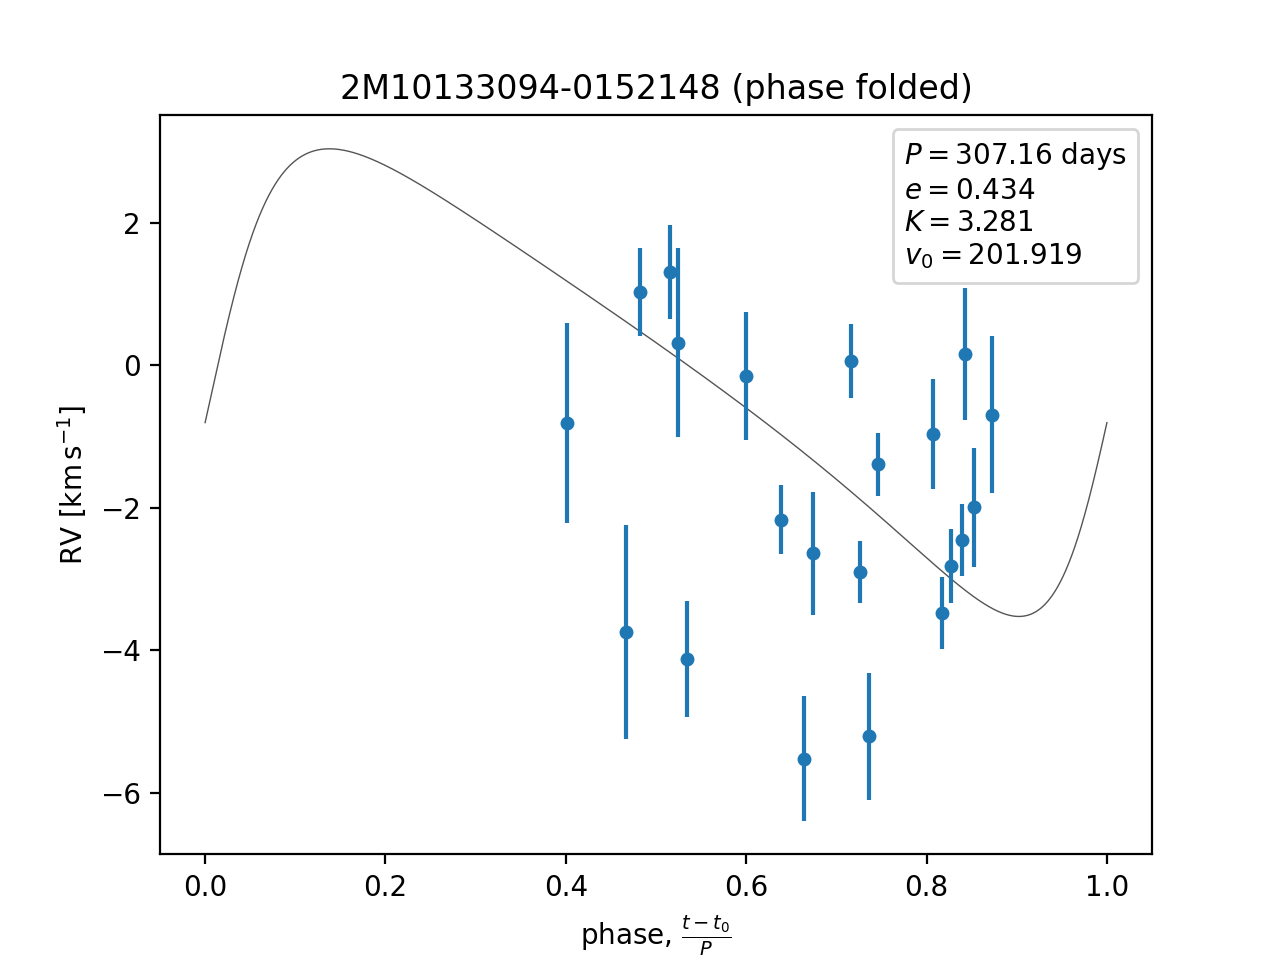 2M10133094-0152148 (phase folded)
P = 307.16 days
e = 0.434
K = 3.281
v₀ = 201.919
RV [km s⁻¹]
2
0
−2
−4
−6
0.0 0.2 0.4 0.6 0.8 1.0
phase, (t − t₀)/P